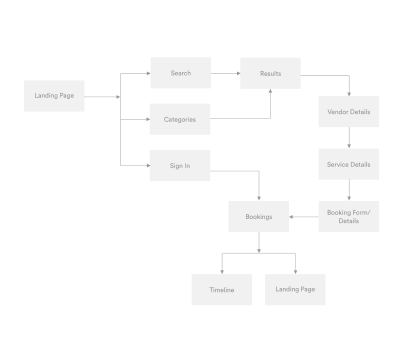 Search
Results
Landing Page
Vendor Details
Categories
Sign In
Service Details
Bookings
Booking Form/
Details
Timeline
Landing Page